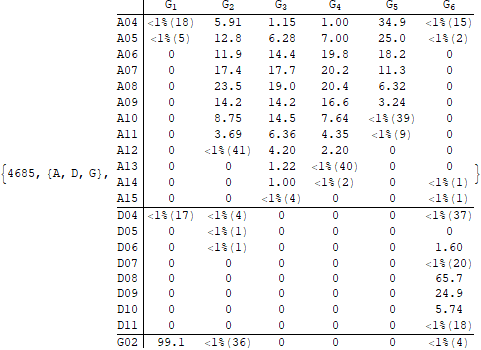 G1 G2 G3 G4 G5 G6
A04 <1%(18) 5.91 1.15 1.00 34.9 <1%(15)
A05 <1%(5) 12.8 6.28 7.00 25.0 <1%(2)
A06 0 11.9 14.4 19.8 18.2 0
A07 0 17.4 17.7 20.2 11.3 0
A08 0 23.5 19.0 20.4 6.32 0
A09 0 14.2 14.2 16.6 3.24 0
A10 0 8.75 14.5 7.64 <1%(39) 0
A11 0 3.69 6.36 4.35 <1%(9) 0
A12 0 <1%(41) 4.20 2.20 0 0
{4685, {A, D, G}, A13 0 0 1.22 <1%(40) 0 0 }
A14 0 0 1.00 <1%(2) 0 <1%(1)
A15 0 0 <1%(4) 0 0 <1%(1)
D04 <1%(17) <1%(4) 0 0 0 <1%(37)
D05 0 <1%(1) 0 0 0 0
D06 0 <1%(1) 0 0 0 1.60
D07 0 0 0 0 0 <1%(20)
D08 0 0 0 0 0 65.7
D09 0 0 0 0 0 24.9
D10 0 0 0 0 0 5.74
D11 0 0 0 0 0 <1%(18)
G02 99.1 <1%(36) 0 0 0 <1%(4)